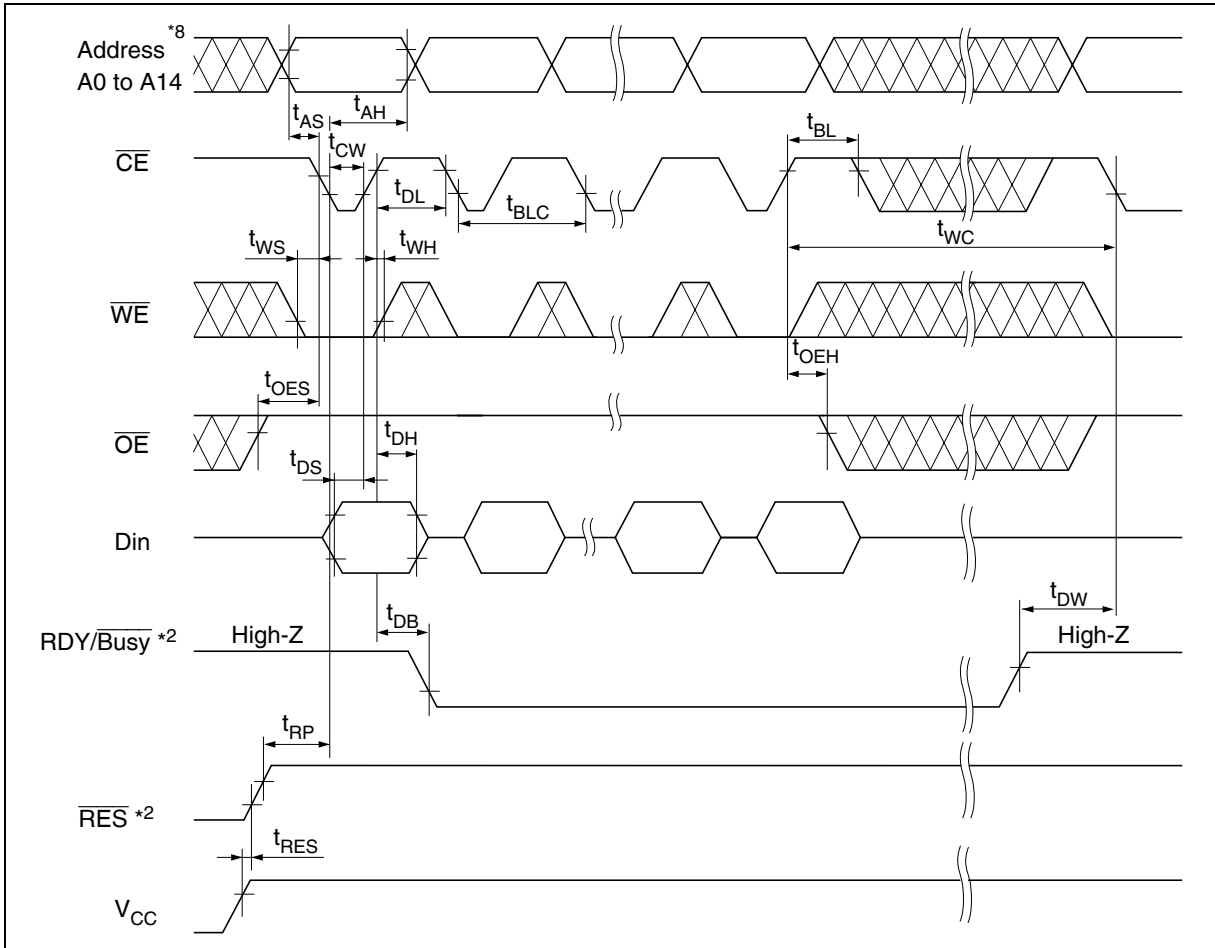 Address *8
A0 to A14
tAH
tAS
tBL
tCW
CE
tDL
tBLC
tWC
tWS
tWH
WE
tOEH
tOES
OE
tDH
tDS
Din
tDW
tDB
RDY/Busy *2
High-Z
High-Z
tRP
RES *2
tRES
VCC